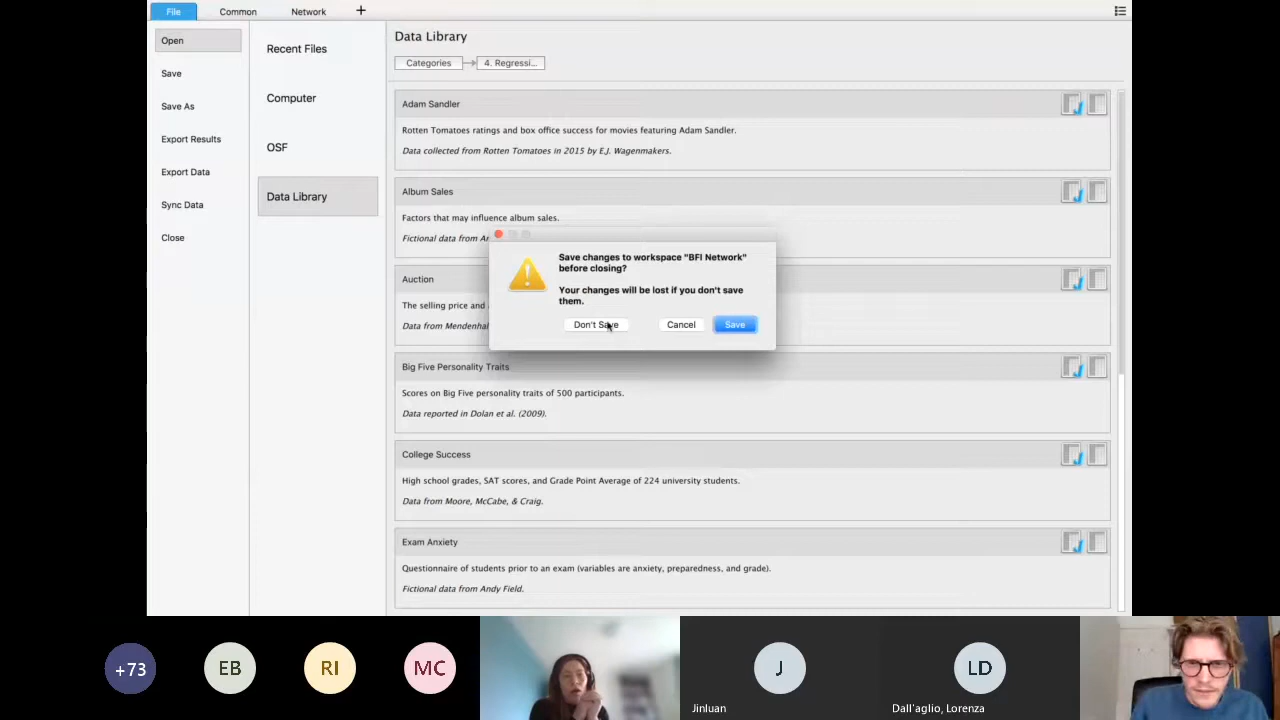 File
Common
Network
+
Open
Save
Save As
Export Results
Export Data
Sync Data
Close
Recent Files
Computer
OSF
Data Library
Data Library
Categories
4. Regressi...
Adam Sandler
Rotten Tomatoes ratings and box office success for movies featuring Adam Sandler.
Data collected from Rotten Tomatoes in 2015 by E.J. Wagenmakers.
Album Sales
Factors that may influence album sales.
Fictional data from Ar
Auction
The selling price and
Data from Mendenhal
Save changes to workspace "BFI Network"
before closing?
Your changes will be lost if you don't save
them.
Don't Save
Cancel
Save
Big Five Personality Traits
Scores on Big Five personality traits of 500 participants.
Data reported in Dolan et al. (2009).
College Success
High school grades, SAT scores, and Grade Point Average of 224 university students.
Data from Moore, McCabe, & Craig.
Exam Anxiety
Questionnaire of students prior to an exam (variables are anxiety, preparedness, and grade).
Fictional data from Andy Field.
+73
EB
RI
MC
J
Jinluan
LD
Dall'aglio, Lorenza